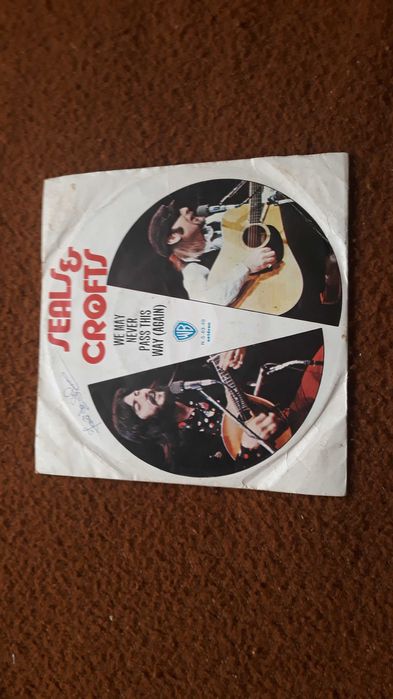 SEALS &
CROFTS
WE MAY
NEVER
PASS THIS
WAY (AGAIN)
WB